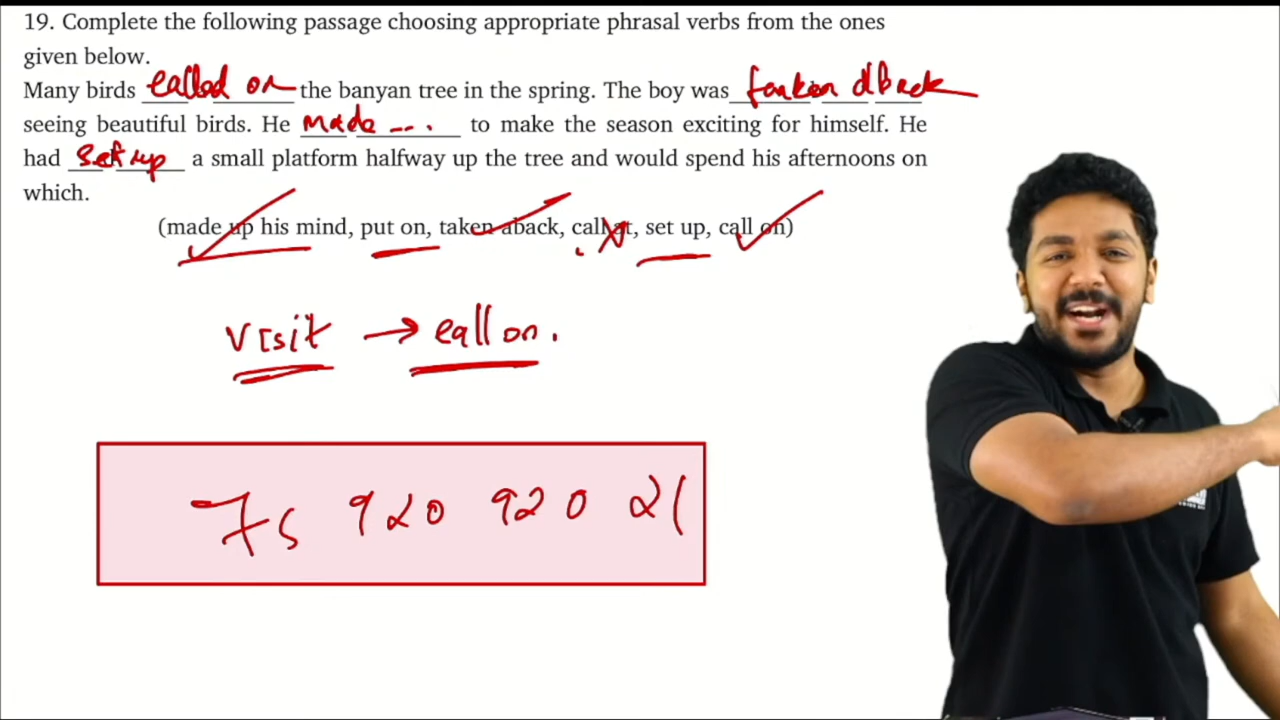 19. Complete the following passage choosing appropriate phrasal verbs from the ones
given below.
Many birds called on the banyan tree in the spring. The boy was taken aback
seeing beautiful birds. He made ... to make the season exciting for himself. He
had set up a small platform halfway up the tree and would spend his afternoons on
which.
(made up his mind, put on, taken aback, call at, set up, call on)
visit → call on.
75 920 920 21